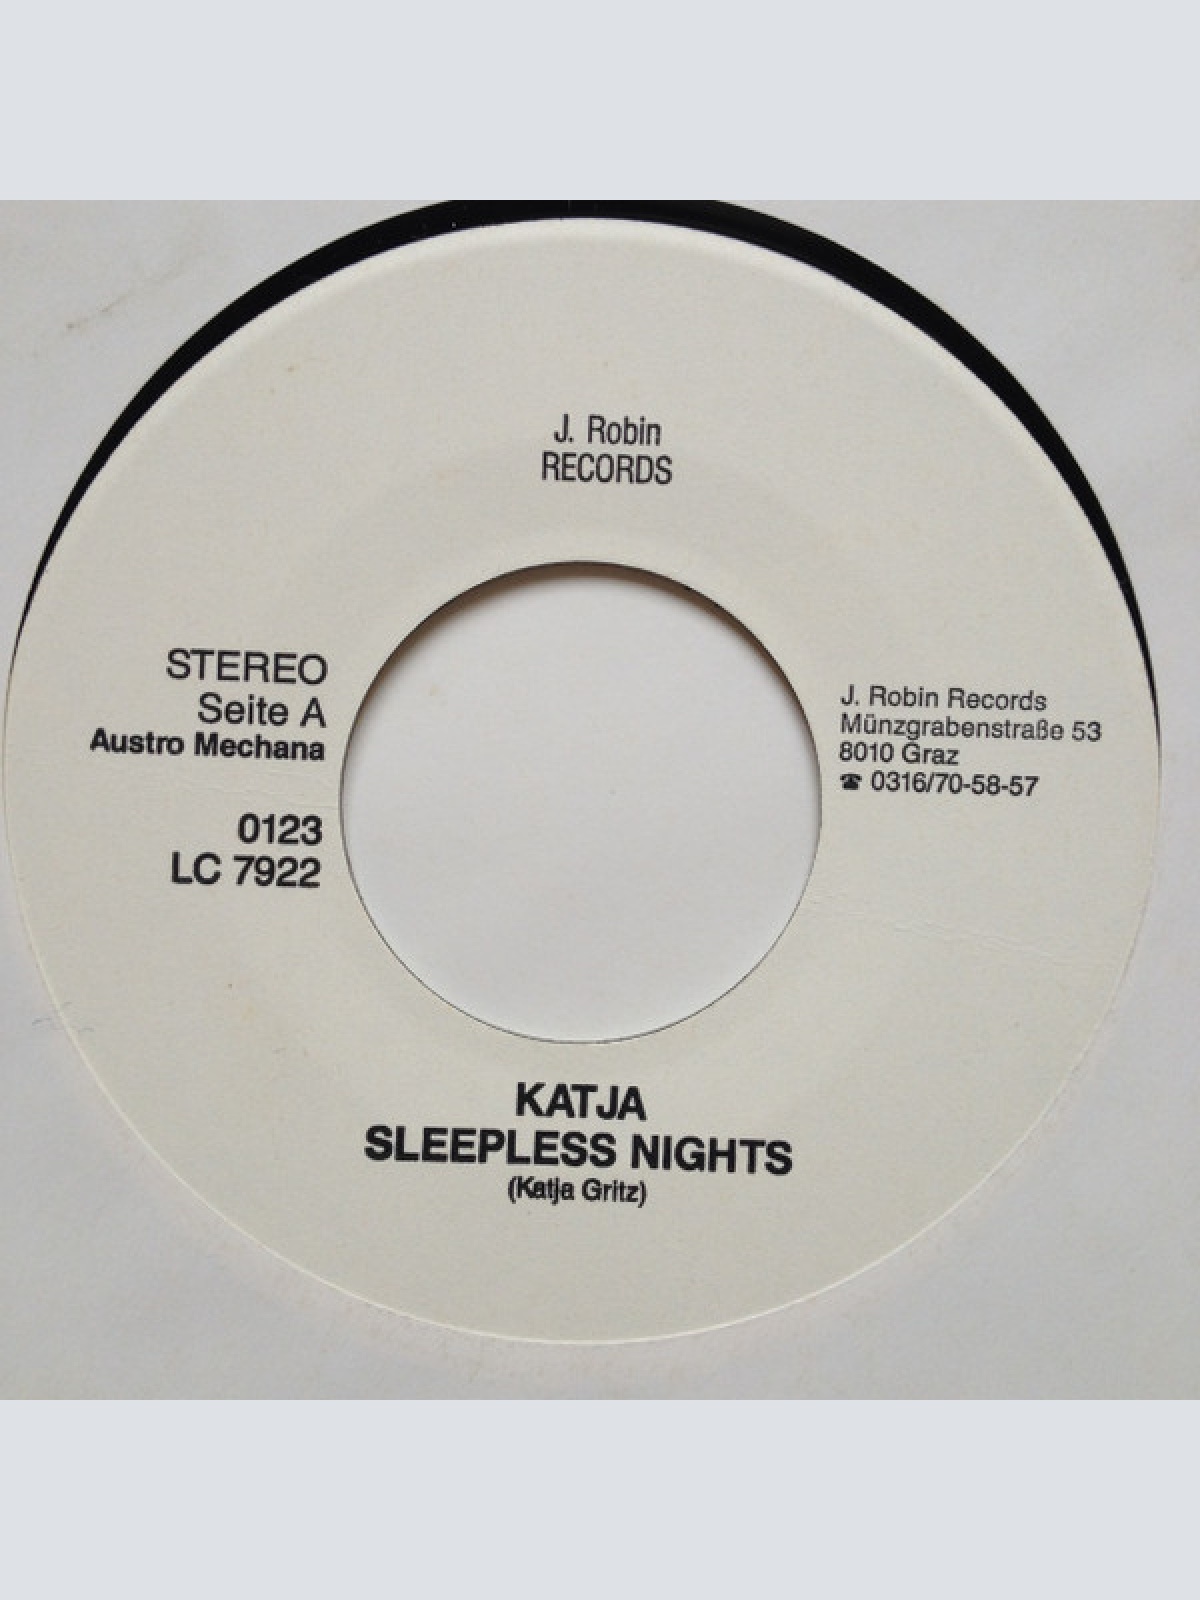 J. Robin
RECORDS
STEREO
Seite A
Austro Mechana
0123
LC 7922
J. Robin Records
Münzgrabenstraße 53
8010 Graz
☎ 0316/70-58-57
KATJA
SLEEPLESS NIGHTS
(Katja Gritz)